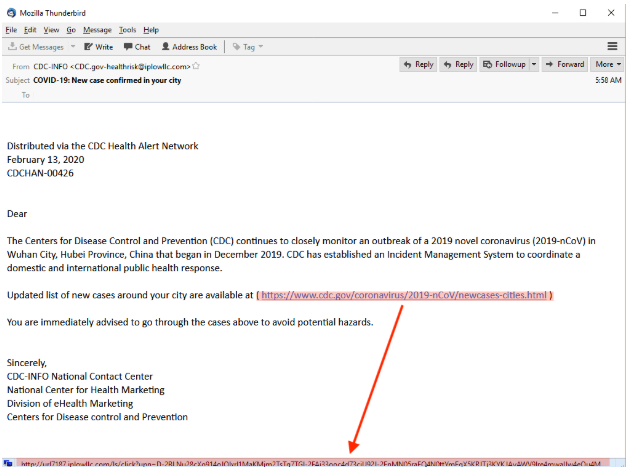 Mozilla Thunderbird
File Edit View Go Message Tools Help
Get Messages Write Chat Address Book Tag
From CDC-INFO <CDC.gov-healthrisk@iplowllc.com> Reply Reply Followup Forward More
Subject COVID-19: New case confirmed in your city 5:58 AM
To
Distributed via the CDC Health Alert Network
February 13, 2020
CDCHAN-00426
Dear
The Centers for Disease Control and Prevention (CDC) continues to closely monitor an outbreak of a 2019 novel coronavirus (2019-nCoV) in
Wuhan City, Hubei Province, China that began in December 2019. CDC has established an Incident Management System to coordinate a
domestic and international public health response.
Updated list of new cases around your city are available at ( https://www.cdc.gov/coronavirus/2019-nCoV/newcases-cities.html )
You are immediately advised to go through the cases above to avoid potential hazards.
Sincerely,
CDC-INFO National Contact Center
National Center for Health Marketing
Division of eHealth Marketing
Centers for Disease control and Prevention